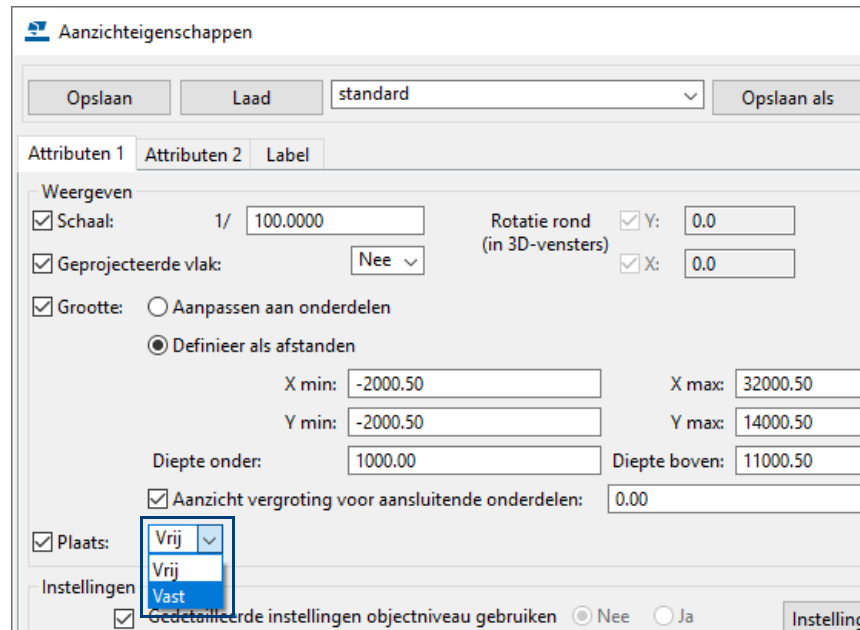 Aanzichteigenschappen
Opslaan Laad standard Opslaan als
Attributen 1 Attributen 2 Label
Weergeven
Schaal: 1/ 100.0000 Rotatie rond Y: 0.0
(in 3D-vensters)
Geprojecteerde vlak: Nee X: 0.0
Grootte: Aanpassen aan onderdelen
Definieer als afstanden
X min: -2000.50 X max: 32000.50
Y min: -2000.50 Y max: 14000.50
Diepte onder: 1000.00 Diepte boven: 11000.50
Aanzicht vergroting voor aansluitende onderdelen: 0.00
Plaats: Vrij
Vrij
Instellingen Vast
Gedetailleerde instellingen objectniveau gebruiken Nee Ja Instelling